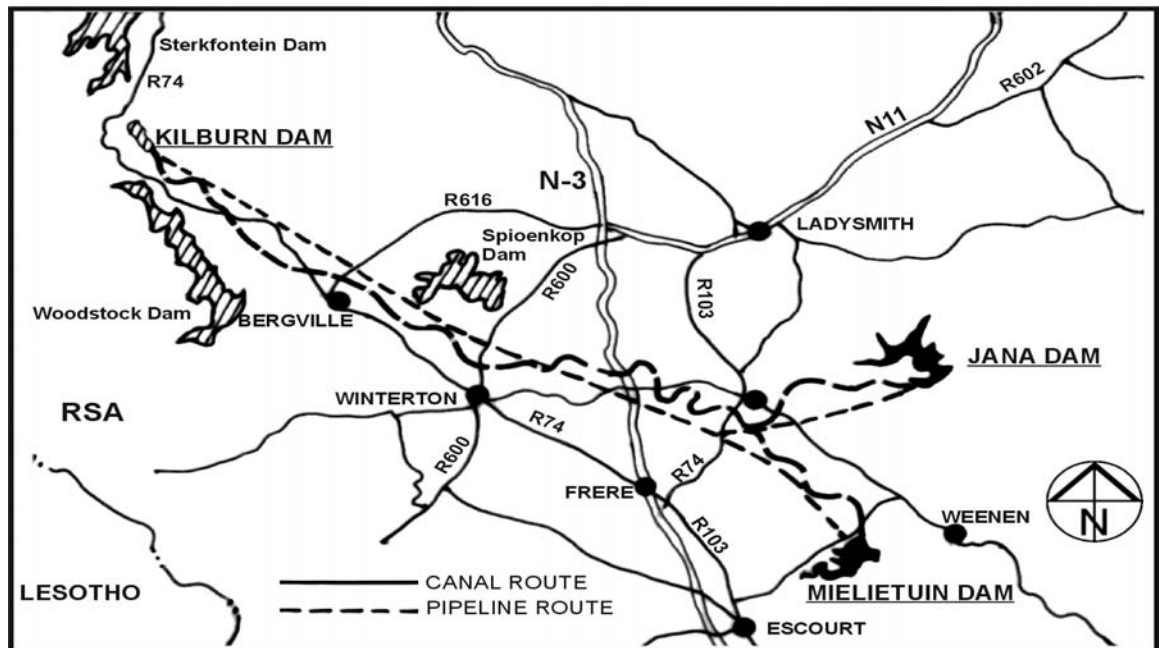 Sterkfontein Dam
R74
KILBURN DAM
R602
N11
N-3
R616
LADYSMITH
Spioenkop
Dam
R600
R103
Woodstock Dam
BERGVILLE
JANA DAM
WINTERTON
RSA
R74
R600
R74
FRERE
R103
WEENEN
N
LESOTHO
CANAL ROUTE
PIPELINE ROUTE
MIELIETUIN DAM
ESCOURT